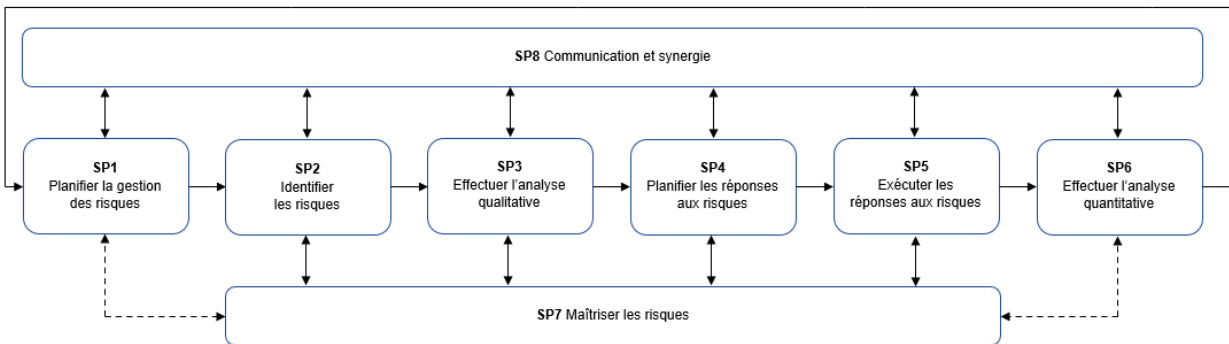 SP8 Communication et synergie
SP1
Planifier la gestion
des risques
SP2
Identifier
les risques
SP3
Effectuer l’analyse
qualitative
SP4
Planifier les réponses
aux risques
SP5
Exécuter les
réponses aux risques
SP6
Effectuer l’analyse
quantitative
SP7 Maîtriser les risques